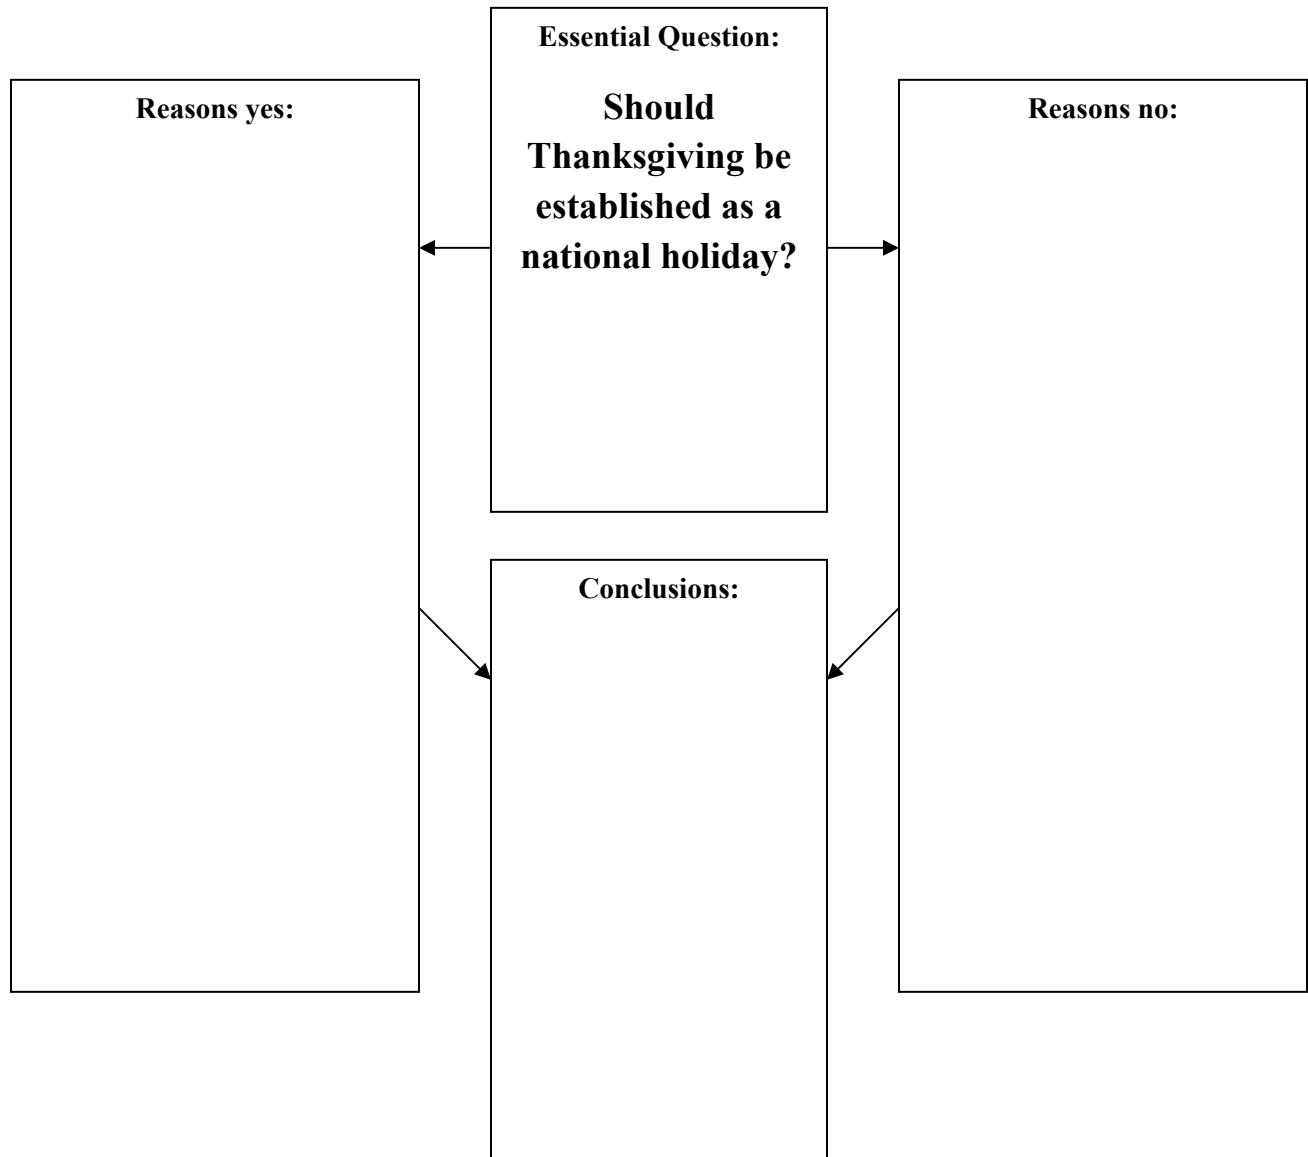 Essential Question:
Should
Thanksgiving be
established as a
national holiday?
Reasons yes:
Reasons no:
Conclusions: